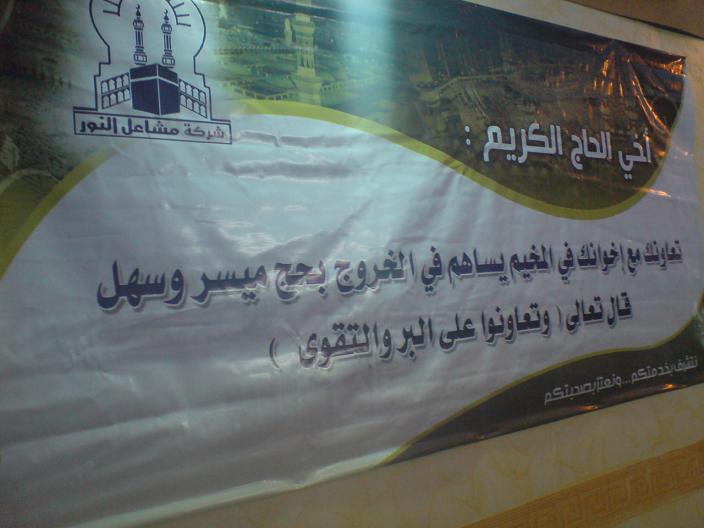 شركة مشاعل النور
أخي الحاج الكريم :
تعاونك مع إخوانك في المخيم يساهم في الخروج بحج ميسر وسهل
قال تعالى ( وتعاونوا على البر والتقوى )
نتشرف بخدمتكم...ونعتز بصحبتكم